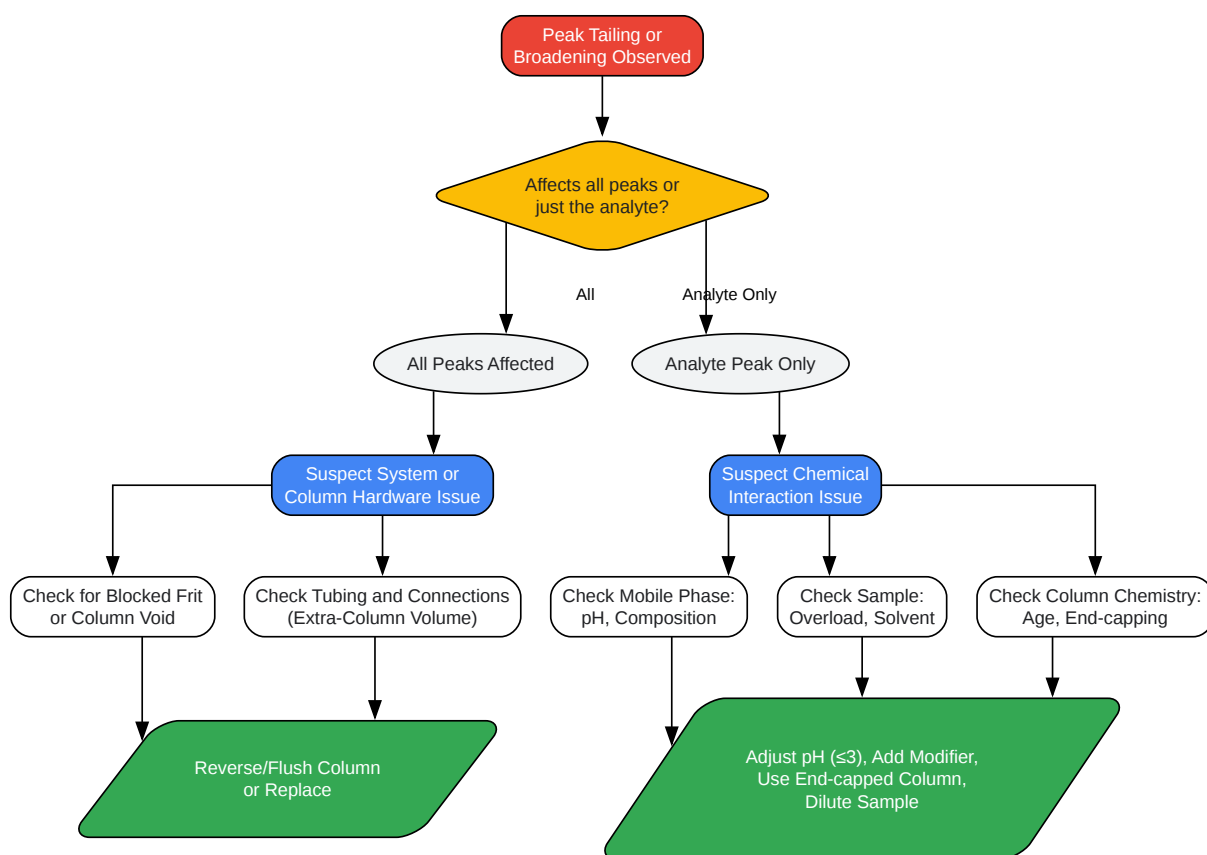 Peak Tailing or
Broadening Observed
Affects all peaks or
just the analyte?
All
Analyte Only
All Peaks Affected
Analyte Peak Only
Suspect System or
Column Hardware Issue
Suspect Chemical
Interaction Issue
Check for Blocked Frit
or Column Void
Check Tubing and Connections
(Extra-Column Volume)
Check Mobile Phase:
pH, Composition
Check Sample:
Overload, Solvent
Check Column Chemistry:
Age, End-capping
Reverse/Flush Column
or Replace
Adjust pH (≤3), Add Modifier,
Use End-capped Column,
Dilute Sample